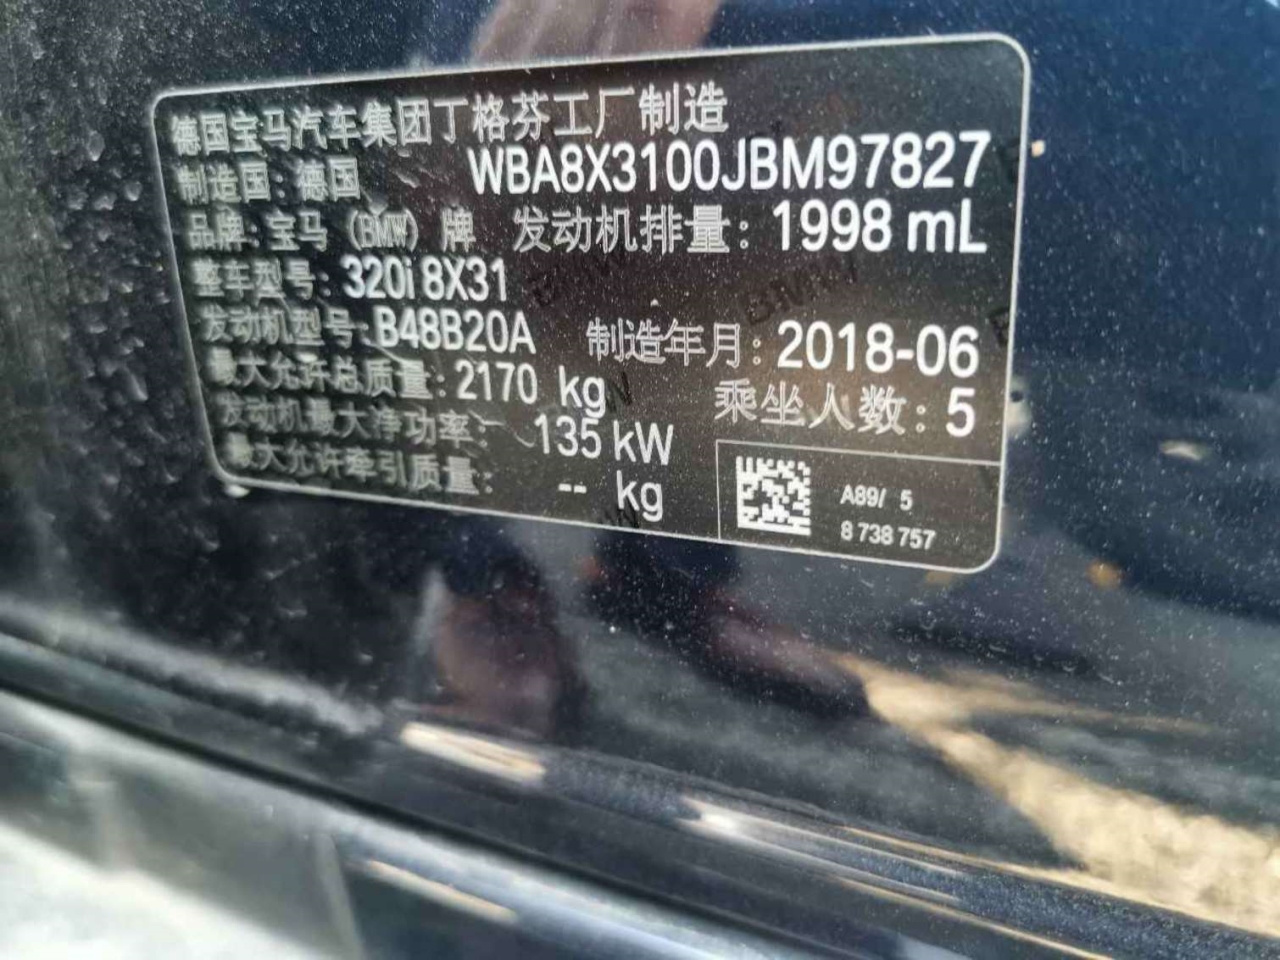 德国宝马汽车集团丁格芬工厂制造
制造国：德国 WBA8X3100JBM97827
品牌：宝马（BMW）牌 发动机排量：1998 mL
整车型号：320i 8X31
发动机型号：B48B20A 制造年月：2018-06
最大允许总质量：2170 kg 乘坐人数：5
发动机最大净功率：135 kW
最大允许牵引质量：-- kg
A89/ 5
8 738 757
BMW
BMW